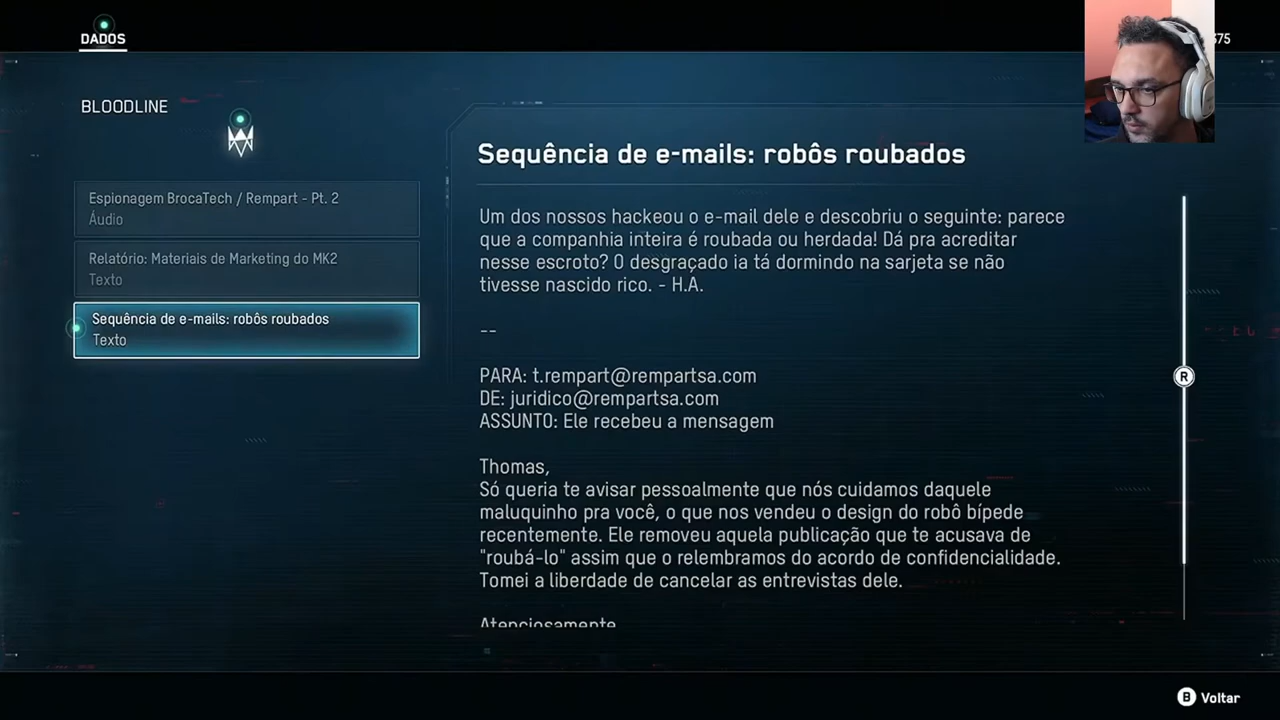 DADOS
375
BLOODLINE
Espionagem BrocaTech / Rempart - Pt. 2
Áudio
Relatório: Materiais de Marketing do MK2
Texto
Sequência de e-mails: robôs roubados
Texto
Sequência de e-mails: robôs roubados
Um dos nossos hackeou o e-mail dele e descobriu o seguinte: parece
que a companhia inteira é roubada ou herdada! Dá pra acreditar
nesse escroto? O desgraçado ia tá dormindo na sarjeta se não
tivesse nascido rico. - H.A.
--
PARA: t.rempart@rempartsa.com
DE: juridico@rempartsa.com
ASSUNTO: Ele recebeu a mensagem
Thomas,
Só queria te avisar pessoalmente que nós cuidamos daquele
maluquinho pra você, o que nos vendeu o design do robô bípede
recentemente. Ele removeu aquela publicação que te acusava de
"roubá-lo" assim que o relembramos do acordo de confidencialidade.
Tomei a liberdade de cancelar as entrevistas dele.
Atenciosamente
R
B Voltar